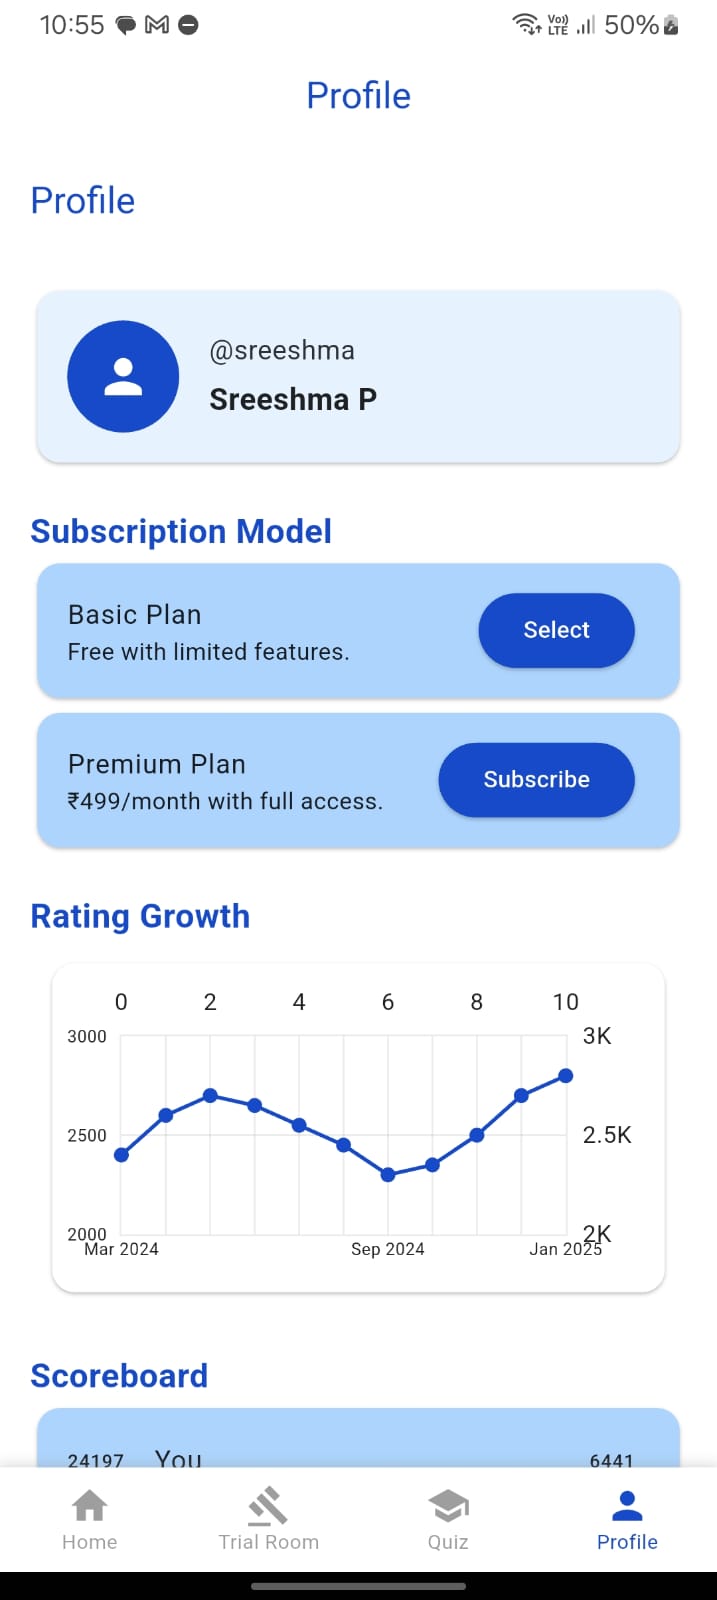 10:55 50%
Vo))
LTE
Profile
Profile
@sreeshma
Sreeshma P
Subscription Model
Basic Plan
Free with limited features.
Select
Premium Plan
₹499/month with full access.
Subscribe
Rating Growth
0 2 4 6 8 10
3000 3K
2500 2.5K
2000 2K
Mar 2024 Sep 2024 Jan 2025
Scoreboard
24197 You 6441
Home Trial Room Quiz Profile